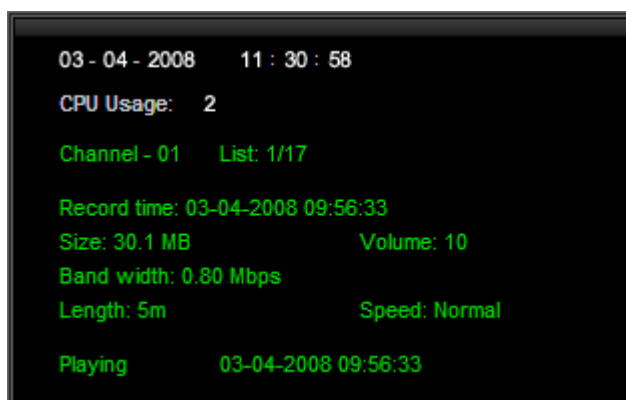 03 - 04 - 2008 11 : 30 : 58
CPU Usage: 2
Channel - 01 List: 1/17
Record time: 03-04-2008 09:56:33
Size: 30.1 MB Volume: 10
Band width: 0.80 Mbps
Length: 5m Speed: Normal
Playing 03-04-2008 09:56:33